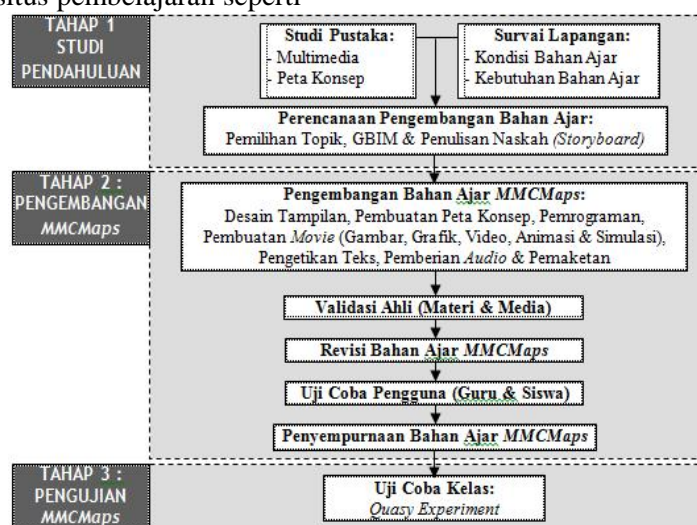 situs pembelajaran seperti
TAHAP 1
STUDI
PENDAHULUAN
Studi Pustaka:
- Multimedia
- Peta Konsep
Survai Lapangan:
- Kondisi Bahan Ajar
- Kebutuhan Bahan Ajar
Perencanaan Pengembangan Bahan Ajar:
Pemilihan Topik, GBIM & Penulisan Naskah (Storyboard)
TAHAP 2 :
PENGEMBANGAN
MMCMaps
Pengembangan Bahan Ajar MMCMaps:
Desain Tampilan, Pembuatan Peta Konsep, Pemrograman,
Pembuatan Movie (Gambar, Grafik, Video, Animasi & Simulasi),
Pengetikan Teks, Pemberian Audio & Pemaketan
Validasi Ahli (Materi & Media)
Revisi Bahan Ajar MMCMaps
Uji Coba Pengguna (Guru & Siswa)
Penyempurnaan Bahan Ajar MMCMaps
TAHAP 3 :
PENGUJIAN
MMCMaps
Uji Coba Kelas:
Quasy Experiment